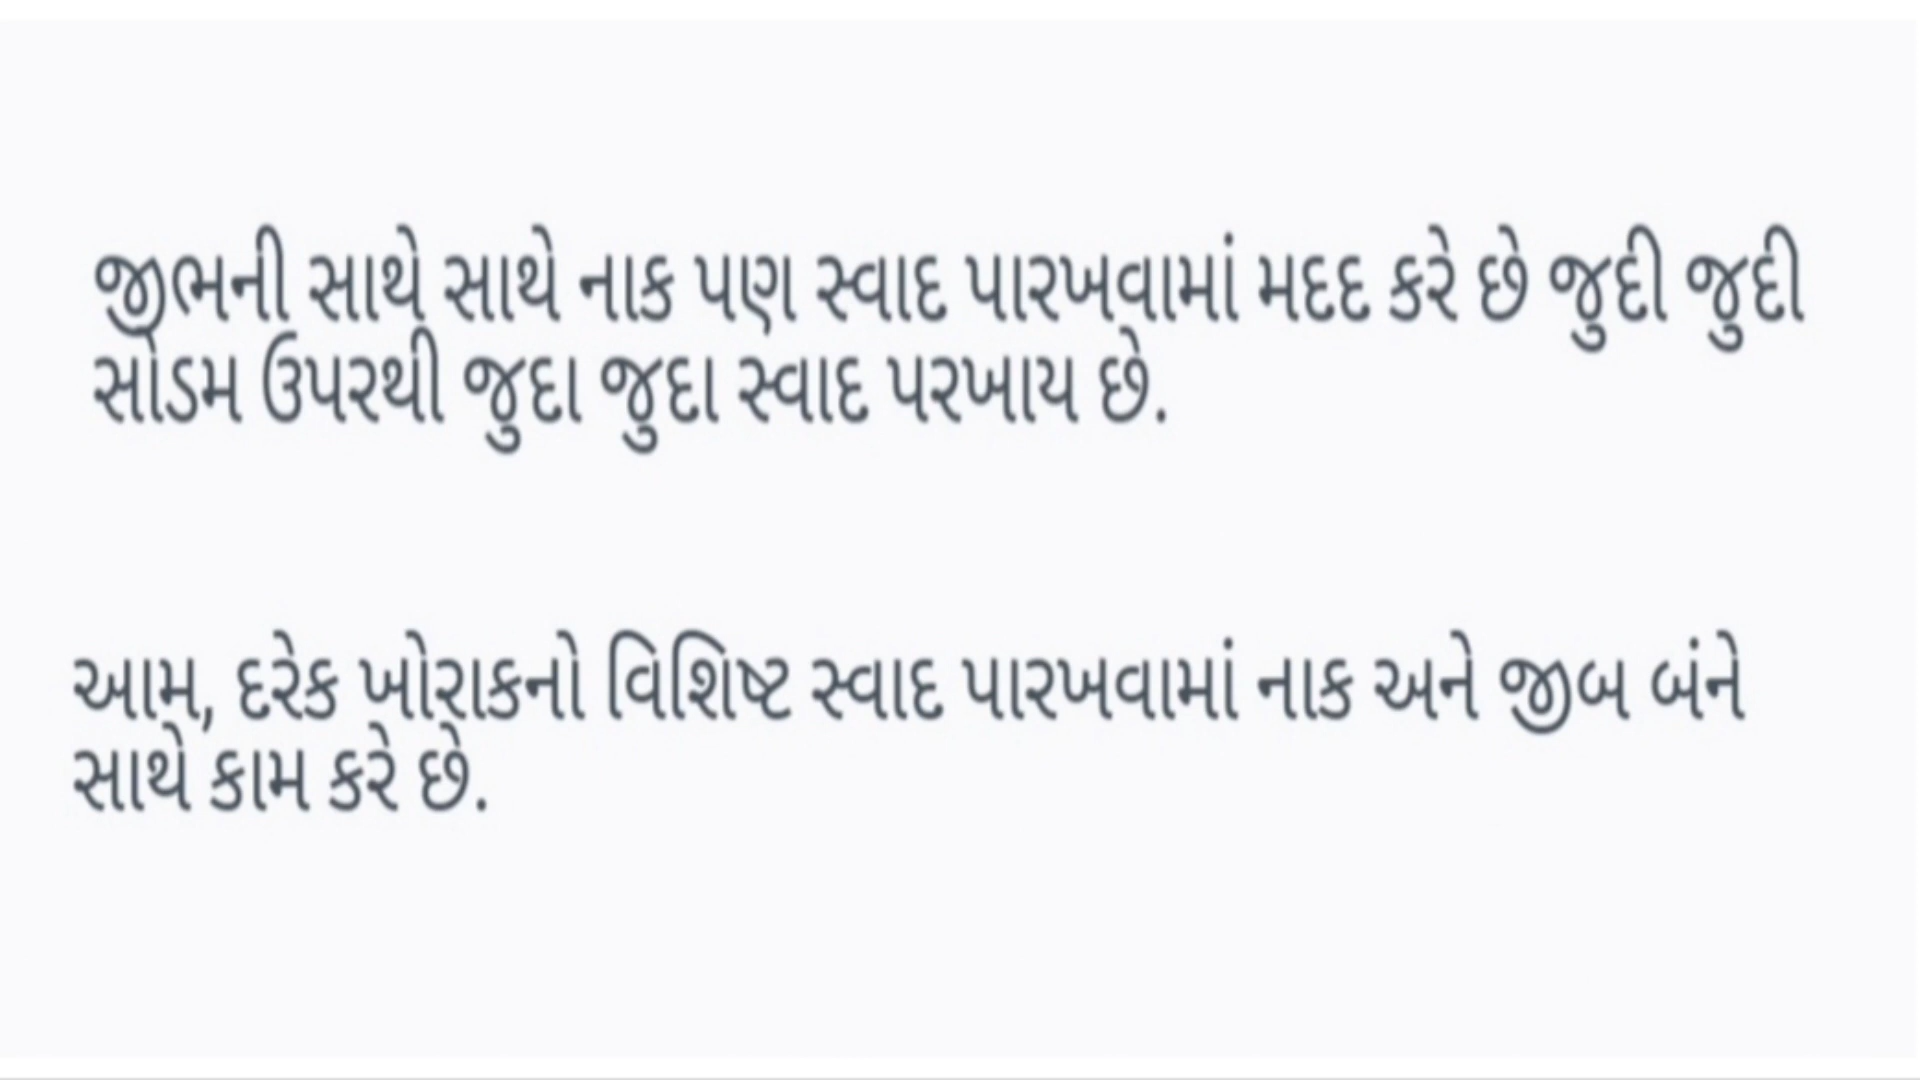 જીભની સાથે સાથે નાક પણ સ્વાદ પારખવામાં મદદ કરે છે જુદી જુદી
સોડમ ઉપરથી જુદા જુદા સ્વાદ પરખાય છે.
આમ, દરેક ખોરાકનો વિશિષ્ટ સ્વાદ પારખવામાં નાક અને જીબ બંને
સાથે કામ કરે છે.